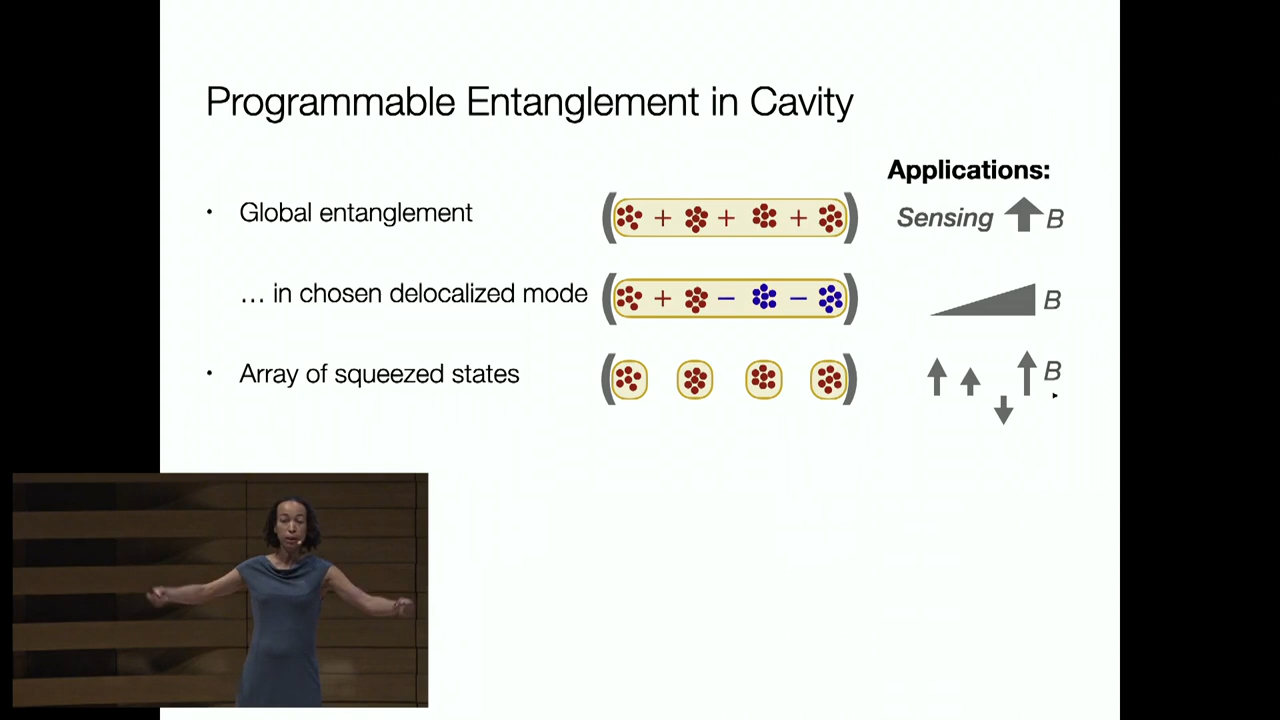 Programmable Entanglement in Cavity
Applications:
• Global entanglement
Sensing B
… in chosen delocalized mode
B
• Array of squeezed states
B